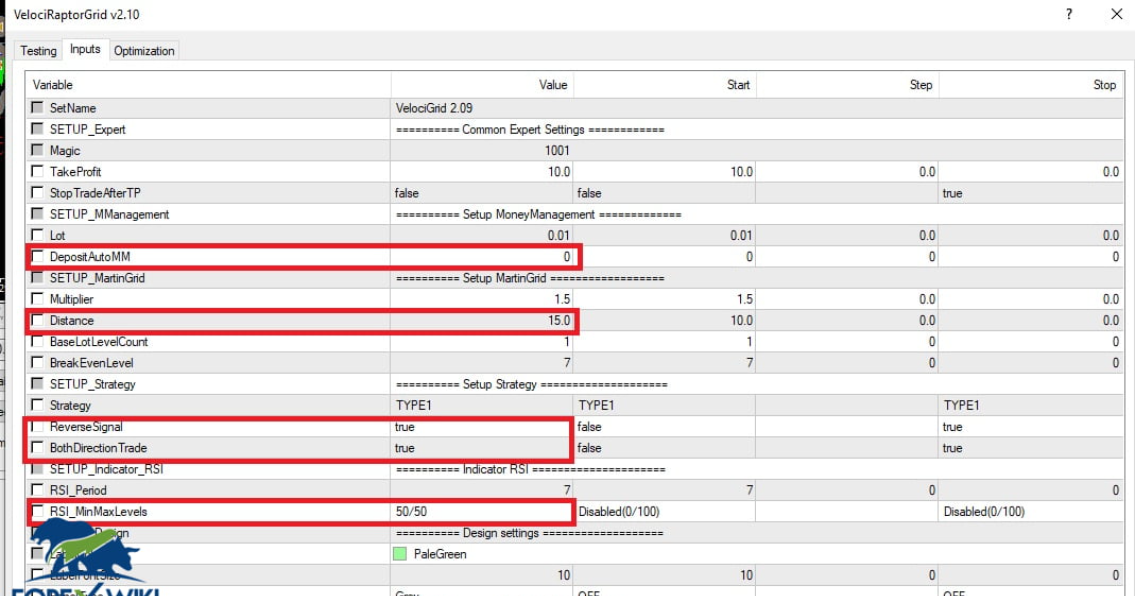 VelociRaptorGrid v2.10 ? ×
Testing Inputs Optimization
Variable Value Start Step Stop
SetName VelociGrid 2.09
SETUP_Expert ========== Common Expert Settings ============
Magic 1001
TakeProfit 10.0 10.0 0.0 0.0
StopTradeAfterTP false false true
SETUP_MManagement ========== Setup MoneyManagement =============
Lot 0.01 0.01 0.0 0.0
DepositAutoMM 0 0 0 0
SETUP_MartinGrid ========== Setup MartinGrid ==================
Multiplier 1.5 1.5 0.0 0.0
Distance 15.0 10.0 0.0 0.0
BaseLotLevelCount 1 1 0 0
BreakEvenLevel 7 7 0 0
SETUP_Strategy ========== Setup Strategy ====================
Strategy TYPE1 TYPE1 TYPE1
ReverseSignal true false true
BothDirectionTrade true false true
SETUP_Indicator_RSI ========== Indicator RSI =====================
RSI_Period 7 7 0 0
RSI_MinMaxLevels 50/50 Disabled(0/100) Disabled(0/100)
========== Design settings ===================
PaleGreen
LabelFontSize 10 10 0 0
Gray OFF OFF
FOREX WIKI